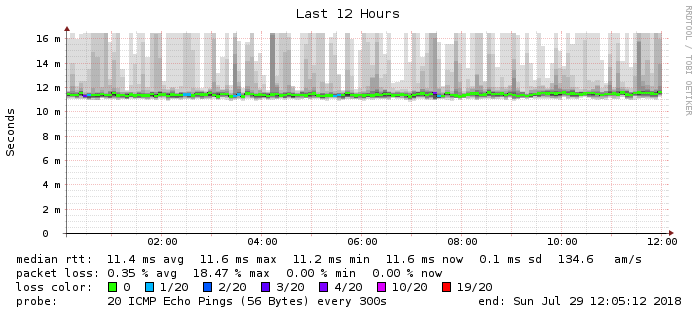 Last 12 Hours
RRDTOOL / TOBI OETIKER
Seconds
16 m
14 m
12 m
10 m
8 m
6 m
4 m
2 m
0
02:00 04:00 06:00 08:00 10:00 12:00
median rtt: 11.4 ms avg 11.6 ms max 11.2 ms min 11.6 ms now 0.1 ms sd 134.6 am/s
packet loss: 0.35 % avg 18.47 % max 0.00 % min 0.00 % now
loss color: 0 1/20 2/20 3/20 4/20 10/20 19/20
probe: 20 ICMP Echo Pings (56 Bytes) every 300s end: Sun Jul 29 12:05:12 2018